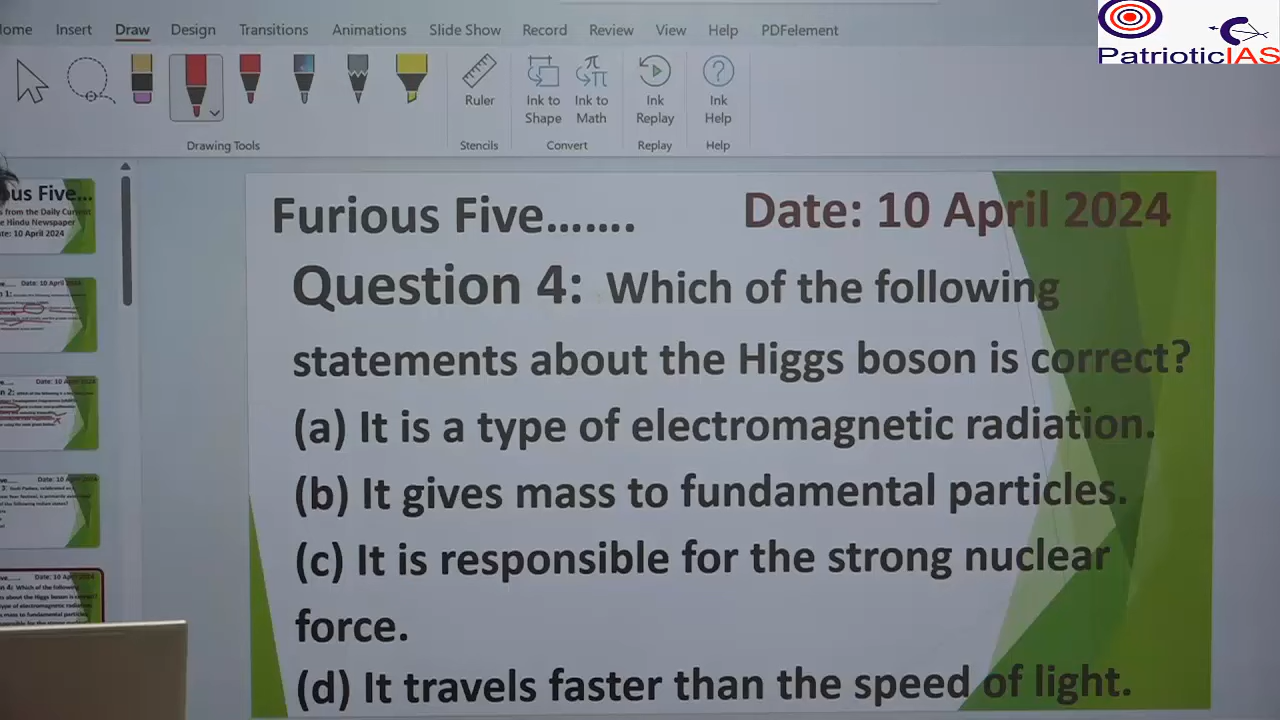 Insert Draw Design Transitions Animations Slide Show Record Review View Help PDFelement
PatrioticIAS
Ruler
Ink to Shape
Ink to Math
Ink Replay
Ink Help
Drawing Tools Stencils Convert Replay Help
Furious Five....... Date: 10 April 2024
Question 4: Which of the following
statements about the Higgs boson is correct?
(a) It is a type of electromagnetic radiation.
(b) It gives mass to fundamental particles.
(c) It is responsible for the strong nuclear
force.
(d) It travels faster than the speed of light.